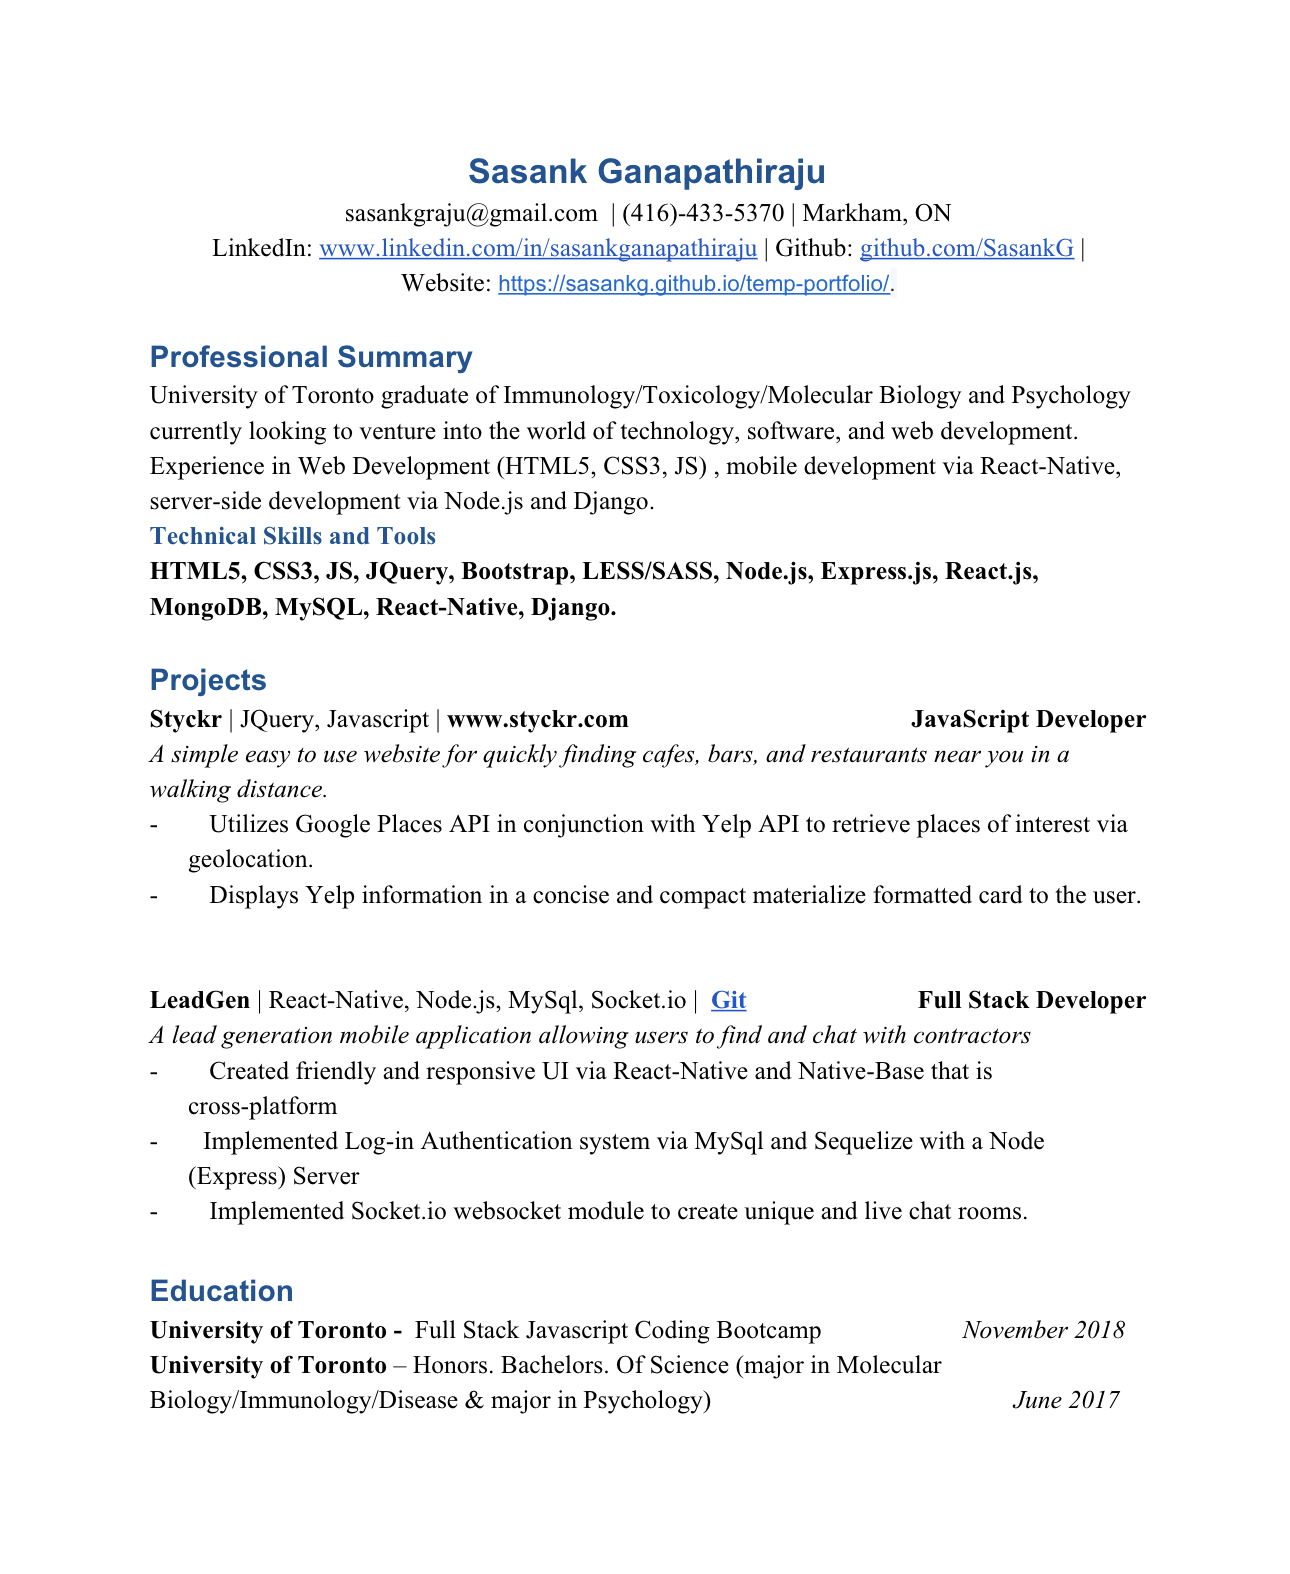 Sasank Ganapathiraju
sasankgraju@gmail.com | (416)-433-5370 | Markham, ON
LinkedIn: www.linkedin.com/in/sasankganapathiraju | Github: github.com/SasankG |
Website: https://sasankg.github.io/temp-portfolio/.
Professional Summary
University of Toronto graduate of Immunology/Toxicology/Molecular Biology and Psychology
currently looking to venture into the world of technology, software, and web development.
Experience in Web Development (HTML5, CSS3, JS) , mobile development via React-Native,
server-side development via Node.js and Django.
Technical Skills and Tools
HTML5, CSS3, JS, JQuery, Bootstrap, LESS/SASS, Node.js, Express.js, React.js,
MongoDB, MySQL, React-Native, Django.
Projects
Styckr | JQuery, Javascript | www.styckr.com JavaScript Developer
A simple easy to use website for quickly finding cafes, bars, and restaurants near you in a
walking distance.
- Utilizes Google Places API in conjunction with Yelp API to retrieve places of interest via
geolocation.
- Displays Yelp information in a concise and compact materialize formatted card to the user.
LeadGen | React-Native, Node.js, MySql, Socket.io | Git Full Stack Developer
A lead generation mobile application allowing users to find and chat with contractors
- Created friendly and responsive UI via React-Native and Native-Base that is
cross-platform
- Implemented Log-in Authentication system via MySql and Sequelize with a Node
(Express) Server
- Implemented Socket.io websocket module to create unique and live chat rooms.
Education
University of Toronto - Full Stack Javascript Coding Bootcamp November 2018
University of Toronto – Honors. Bachelors. Of Science (major in Molecular
Biology/Immunology/Disease & major in Psychology) June 2017